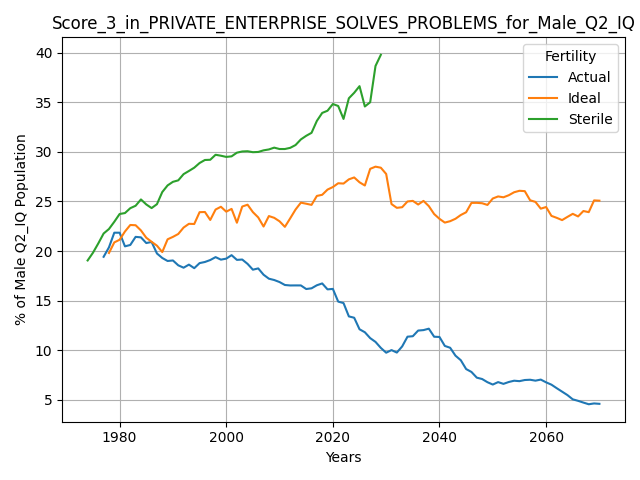 Score_3_in_PRIVATE_ENTERPRISE_SOLVES_PROBLEMS_for_Male_Q2_IQ
Fertility
Actual
Ideal
Sterile
% of Male Q2_IQ Population
40
35
30
25
20
15
10
5
1980 2000 2020 2040 2060
Years